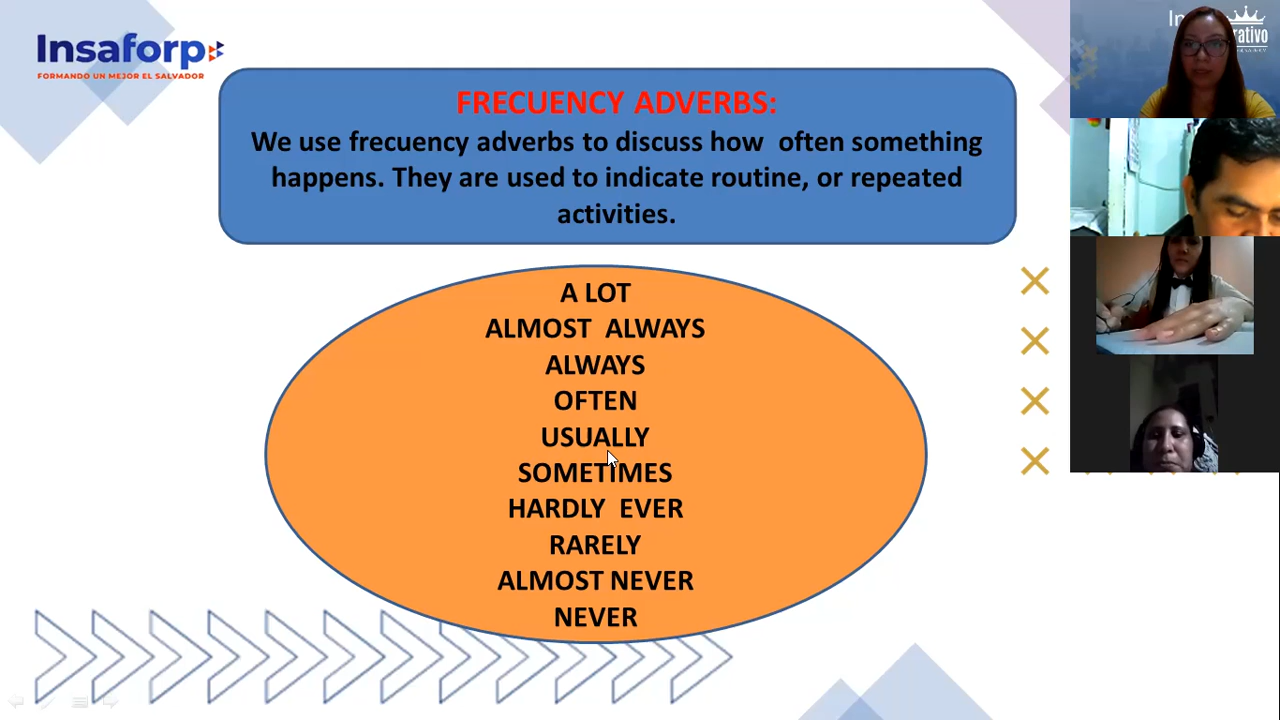 Insaforp
FORMANDO UN MEJOR EL SALVADOR
FRECUENCY ADVERBS:
We use frecuency adverbs to discuss how often something
happens. They are used to indicate routine, or repeated
activities.
A LOT
ALMOST ALWAYS
ALWAYS
OFTEN
USUALLY
SOMETIMES
HARDLY EVER
RARELY
ALMOST NEVER
NEVER